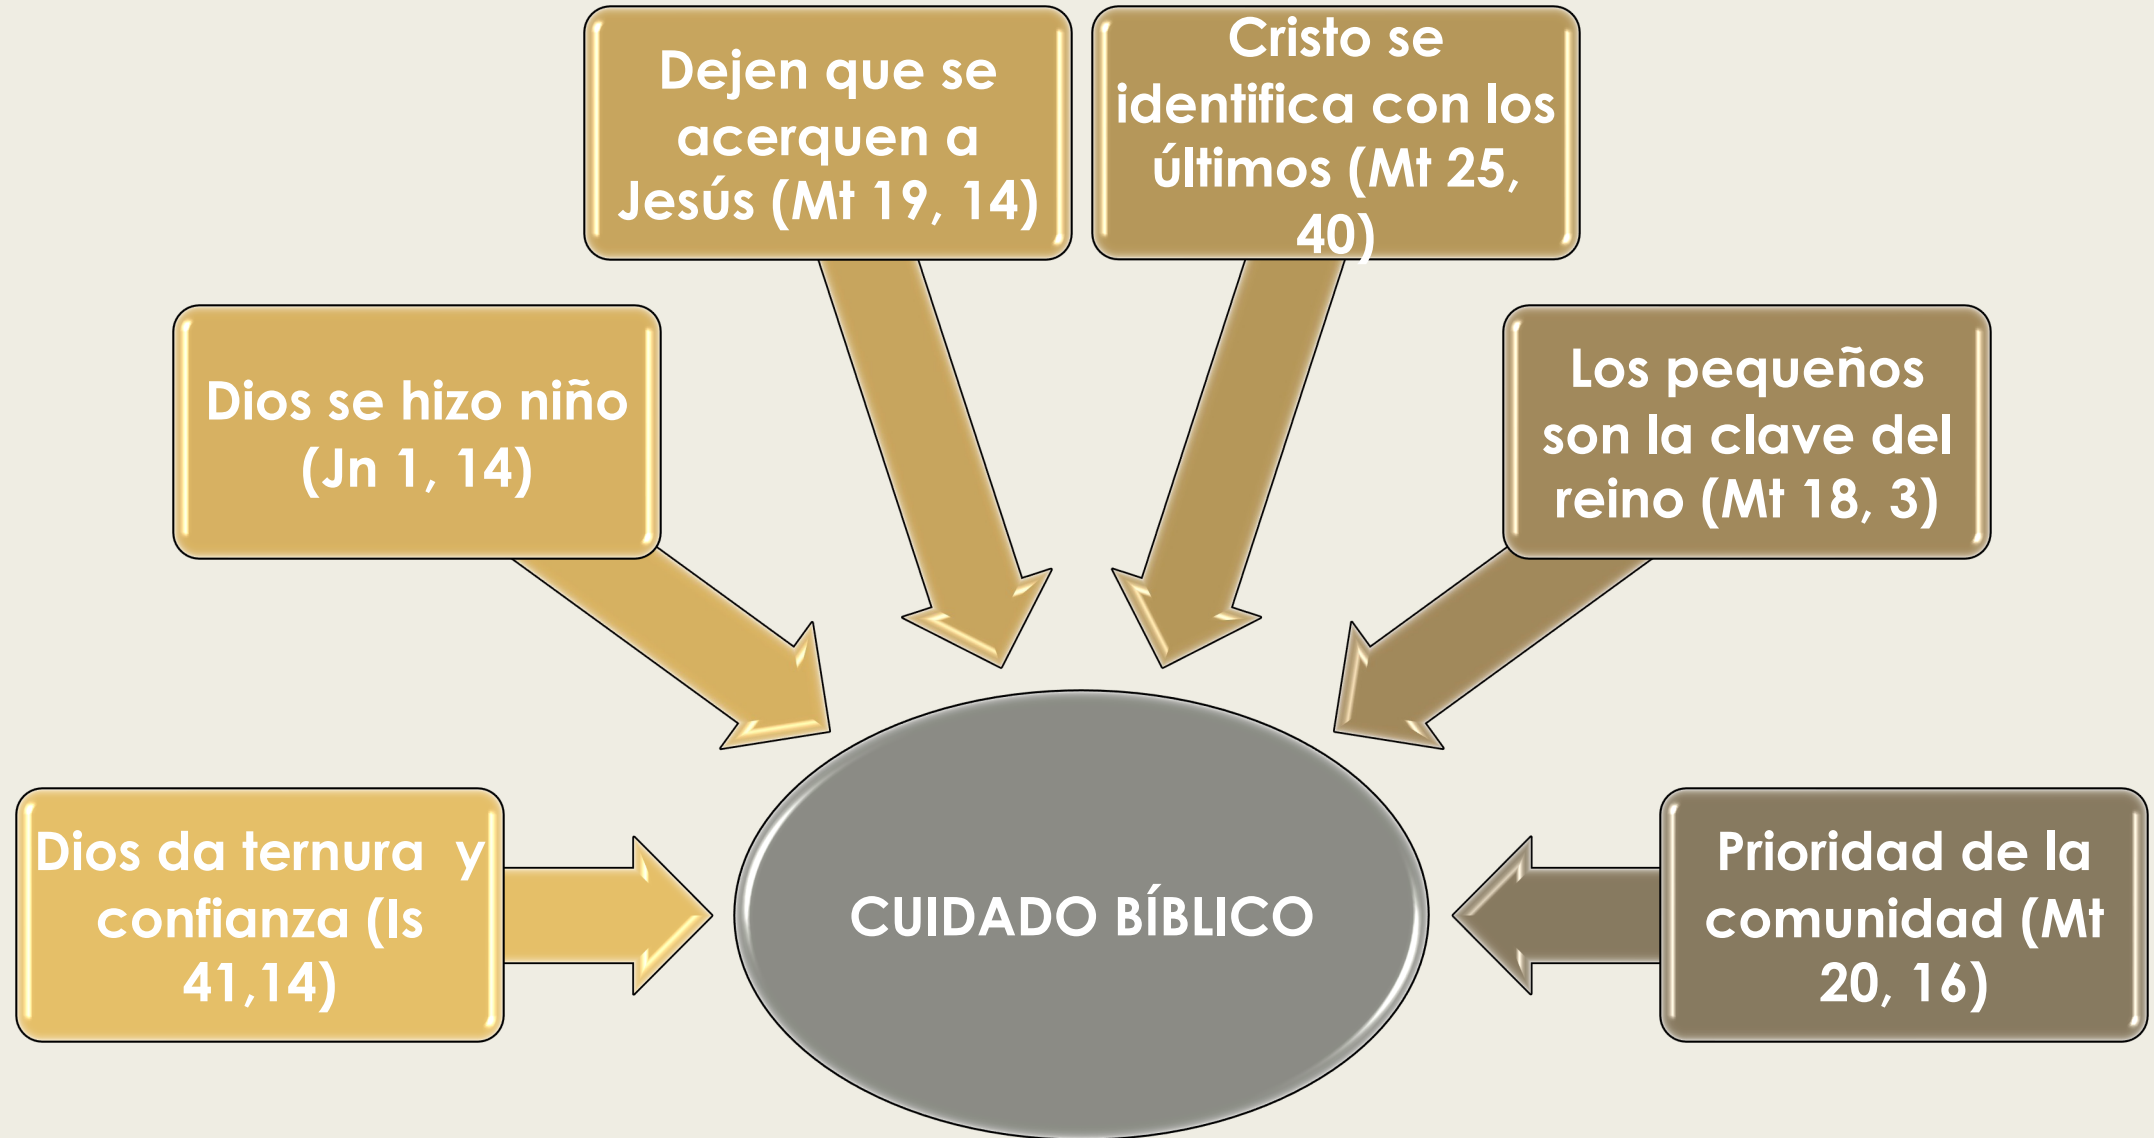 Dejen que se
acerquen a
Jesús (Mt 19, 14)
Cristo se
identifica con los
últimos (Mt 25,
40)
Dios se hizo niño
(Jn 1, 14)
Los pequeños
son la clave del
reino (Mt 18, 3)
Dios da ternura y
confianza (Is
41,14)
CUIDADO BÍBLICO
Prioridad de la
comunidad (Mt
20, 16)